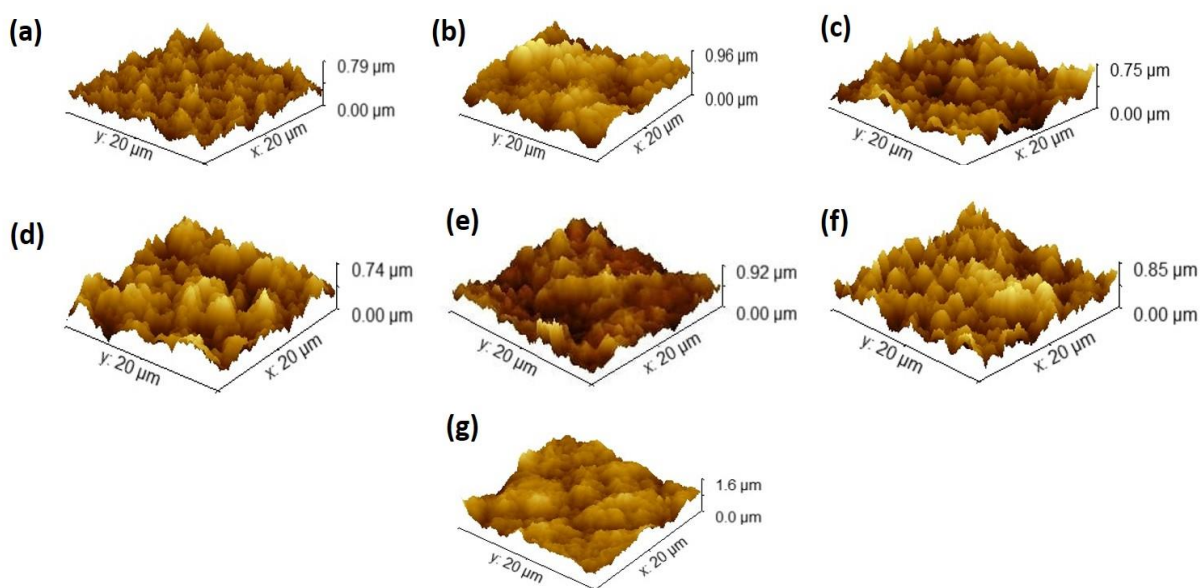 (a)
0.79 µm
0.00 µm
y: 20 µm
x: 20 µm
(b)
0.96 µm
0.00 µm
y: 20 µm
x: 20 µm
(c)
0.75 µm
0.00 µm
y: 20 µm
x: 20 µm
(d)
0.74 µm
0.00 µm
y: 20 µm
x: 20 µm
(e)
0.92 µm
0.00 µm
y: 20 µm
x: 20 µm
(f)
0.85 µm
0.00 µm
y: 20 µm
x: 20 µm
(g)
1.6 µm
0.0 µm
y: 20 µm
x: 20 µm